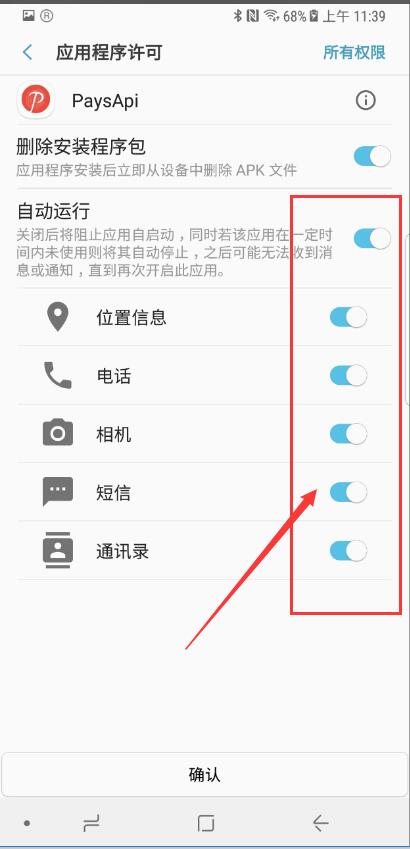 Ⓡ 68% 上午 11:39
应用程序许可 所有权限
PaysApi
删除安装程序包
应用程序安装后立即从设备中删除 APK 文件
自动运行
关闭后将阻止应用自启动，同时若该应用在一定时
间内未使用则将其自动停止，之后可能无法收到消
息或通知，直到再次开启此应用。
位置信息
电话
相机
短信
通讯录
确认